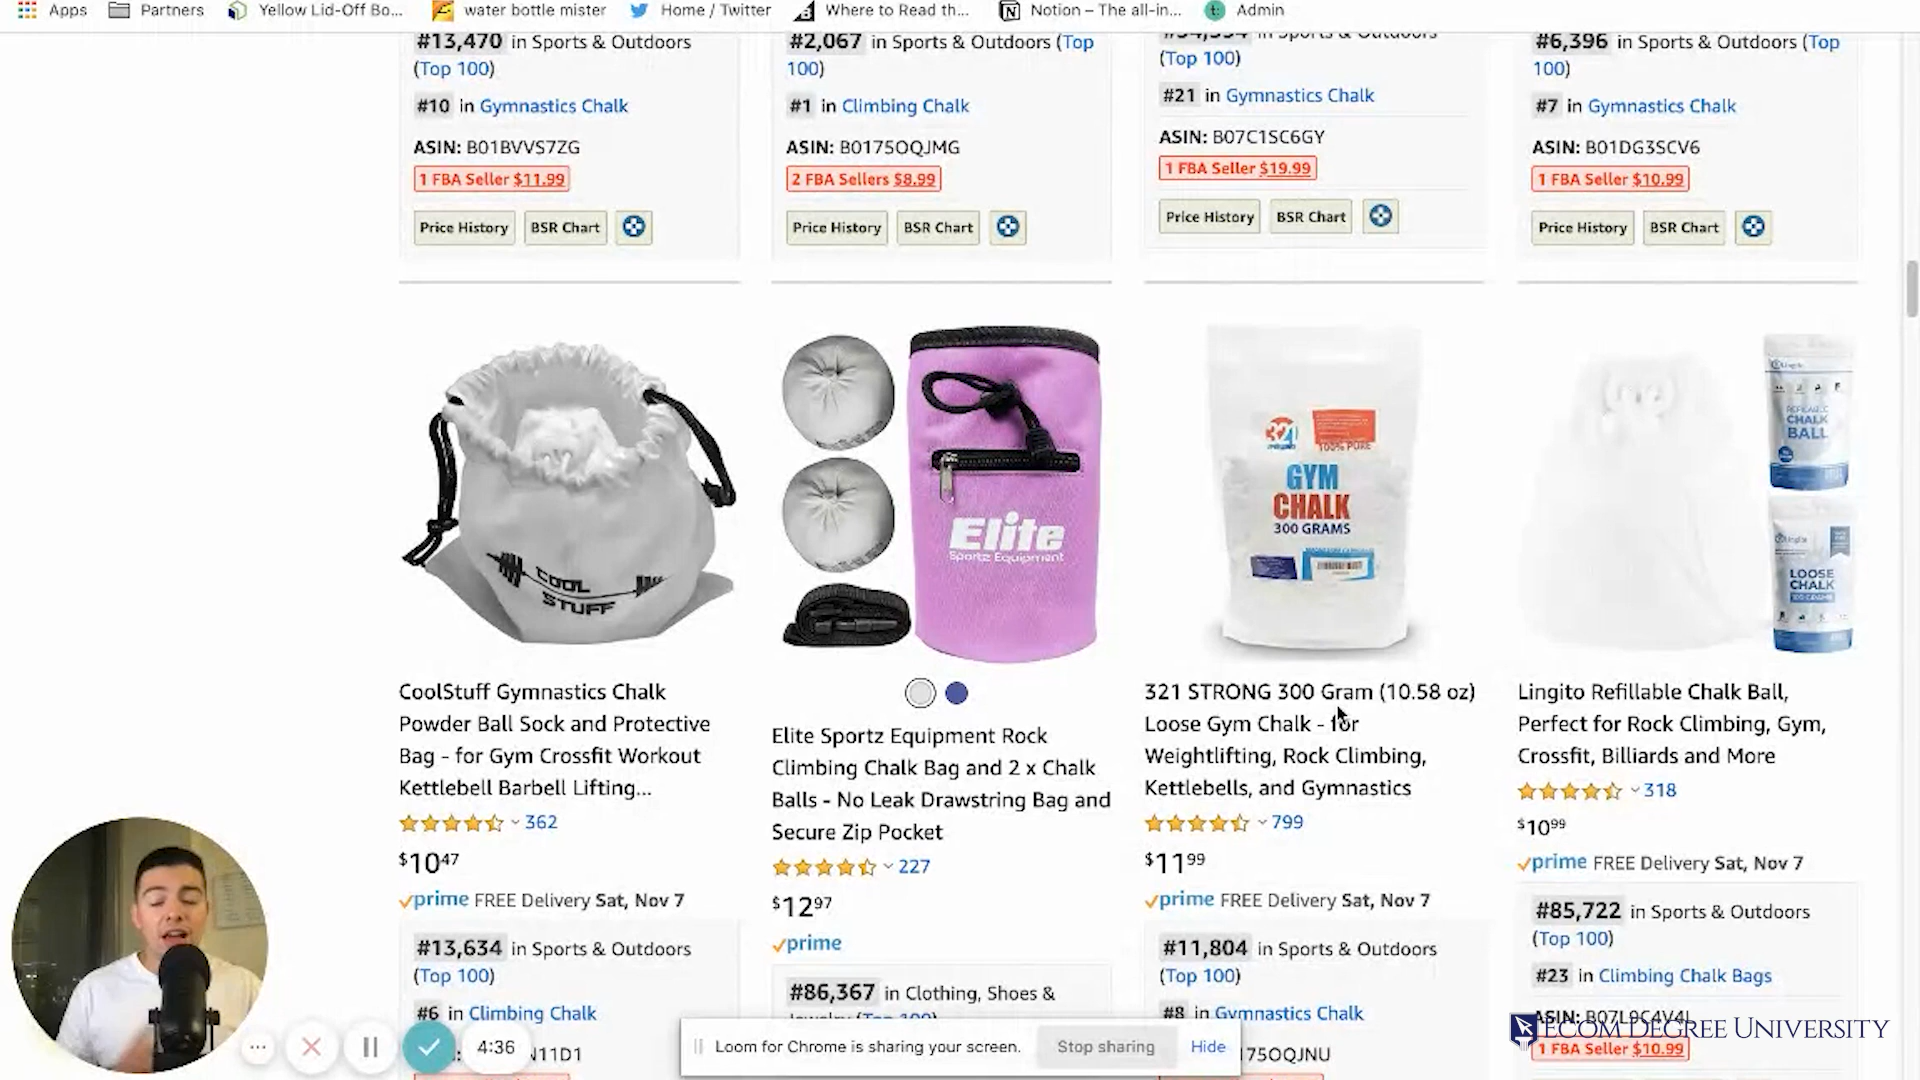 Apps
Partners
Yellow Lid-Off Bo...
water bottle mister
Home / Twitter
Where to Read th...
Notion – The all-in...
Admin
#13,470 in Sports & Outdoors
(Top 100)
#10 in Gymnastics Chalk
ASIN: B01BVVS7ZG
1 FBA Seller $11.99
Price History
BSR Chart
#2,067 in Sports & Outdoors (Top
100)
#1 in Climbing Chalk
ASIN: B0175OQJMG
2 FBA Sellers $8.99
Price History
BSR Chart
in Sports & Outdoors
(Top 100)
#21 in Gymnastics Chalk
ASIN: B07C1SC6GY
1 FBA Seller $19.99
Price History
BSR Chart
#6,396 in Sports & Outdoors (Top
100)
#7 in Gymnastics Chalk
ASIN: B01DG3SCV6
1 FBA Seller $10.99
Price History
BSR Chart
COOL
STUFF
CoolStuff Gymnastics Chalk
Powder Ball Sock and Protective
Bag - for Gym Crossfit Workout
Kettlebell Barbell Lifting...
362
$10.47
prime FREE Delivery Sat, Nov 7
#13,634 in Sports & Outdoors
(Top 100)
#6 in Climbing Chalk
N11D1
Elite
Sportz Equipment
Elite Sportz Equipment Rock
Climbing Chalk Bag and 2 x Chalk
Balls - No Leak Drawstring Bag and
Secure Zip Pocket
227
$12.97
prime
#86,367 in Clothing, Shoes &
Jewelry (Top 100)
321
100% PURE
GYM
CHALK
300 GRAMS
321 STRONG 300 Gram (10.58 oz)
Loose Gym Chalk - for
Weightlifting, Rock Climbing,
Kettlebells, and Gymnastics
799
$11.99
prime FREE Delivery Sat, Nov 7
#11,804 in Sports & Outdoors
(Top 100)
#8 in Gymnastics Chalk
175OQJNU
Lingito
REFILLABLE
CHALK
BALL
Lingito
LOOSE
CHALK
Lingito Refillable Chalk Ball,
Perfect for Rock Climbing, Gym,
Crossfit, Billiards and More
318
$10.99
prime FREE Delivery Sat, Nov 7
#85,722 in Sports & Outdoors
(Top 100)
#23 in Climbing Chalk Bags
ASIN: B07L9C4V4L
1 FBA Seller $10.99
4:36
Loom for Chrome is sharing your screen.
Stop sharing
Hide
ECOM DEGREE UNIVERSITY